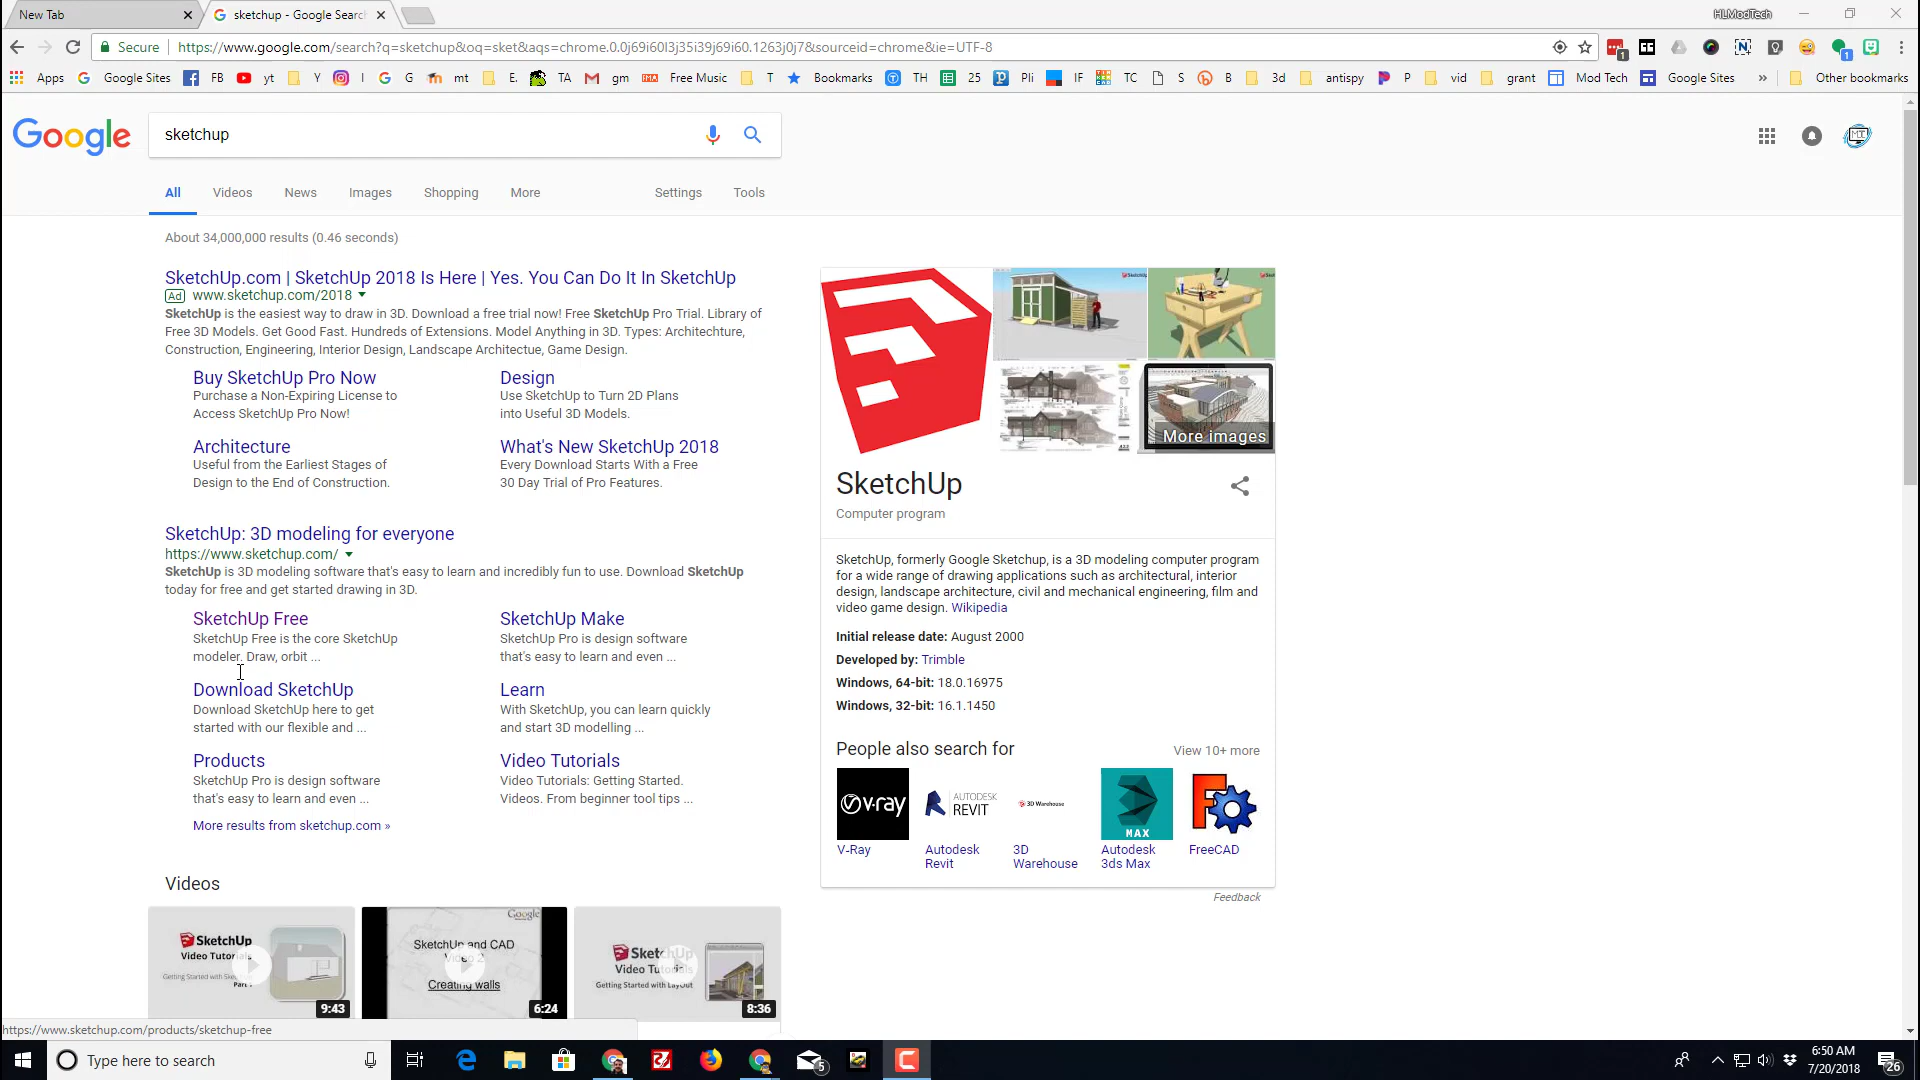 New Tab
sketchup - Google Search
HLModTech
Secure
https://www.google.com/search?q=sketchup&oq=sket&aqs=chrome.0.0j69i60l3j35i39j69i60.1263j0j7&sourceid=chrome&ie=UTF-8
Apps Google Sites FB yt Y I G G mt E. TA gm Free Music T Bookmarks TH 25 Pli IF TC S B 3d antispy P vid grant Mod Tech Google Sites » Other bookmarks
Google
sketchup
All Videos News Images Shopping More Settings Tools
About 34,000,000 results (0.46 seconds)
SketchUp.com | SketchUp 2018 Is Here | Yes. You Can Do It In SketchUp
Ad www.sketchup.com/2018
SketchUp is the easiest way to draw in 3D. Download a free trial now! Free SketchUp Pro Trial. Library of
Free 3D Models. Get Good Fast. Hundreds of Extensions. Model Anything in 3D. Types: Architechture,
Construction, Engineering, Interior Design, Landscape Architectue, Game Design.
Buy SketchUp Pro Now
Purchase a Non-Expiring License to
Access SketchUp Pro Now!
Design
Use SketchUp to Turn 2D Plans
into Useful 3D Models.
Architecture
Useful from the Earliest Stages of
Design to the End of Construction.
What's New SketchUp 2018
Every Download Starts With a Free
30 Day Trial of Pro Features.
SketchUp: 3D modeling for everyone
https://www.sketchup.com/
SketchUp is 3D modeling software that's easy to learn and incredibly fun to use. Download SketchUp
today for free and get started drawing in 3D.
SketchUp Free
SketchUp Free is the core SketchUp
modeler. Draw, orbit ...
SketchUp Make
SketchUp Pro is design software
that's easy to learn and even ...
Download SketchUp
Download SketchUp here to get
started with our flexible and ...
Learn
With SketchUp, you can learn quickly
and start 3D modelling ...
Products
SketchUp Pro is design software
that's easy to learn and even ...
Video Tutorials
Video Tutorials: Getting Started.
Videos. From beginner tool tips ...
More results from sketchup.com »
Videos
SketchUp
Video Tutorials
Part
9:43
Google
SketchUp and CAD
Video 2
Creating walls
6:24
SketchUp
Video Tutorials
Getting Started with LayOut
8:36
More images
SketchUp
Computer program
SketchUp, formerly Google Sketchup, is a 3D modeling computer program
for a wide range of drawing applications such as architectural, interior
design, landscape architecture, civil and mechanical engineering, film and
video game design. Wikipedia
Initial release date: August 2000
Developed by: Trimble
Windows, 64-bit: 18.0.16975
Windows, 32-bit: 16.1.1450
People also search for
View 10+ more
v·ray
AUTODESK
REVIT
3D Warehouse
MAX
V-Ray
Autodesk
Revit
3D
Warehouse
Autodesk
3ds Max
FreeCAD
Feedback
https://www.sketchup.com/products/sketchup-free
Type here to search
5
6:50 AM
7/20/2018
26